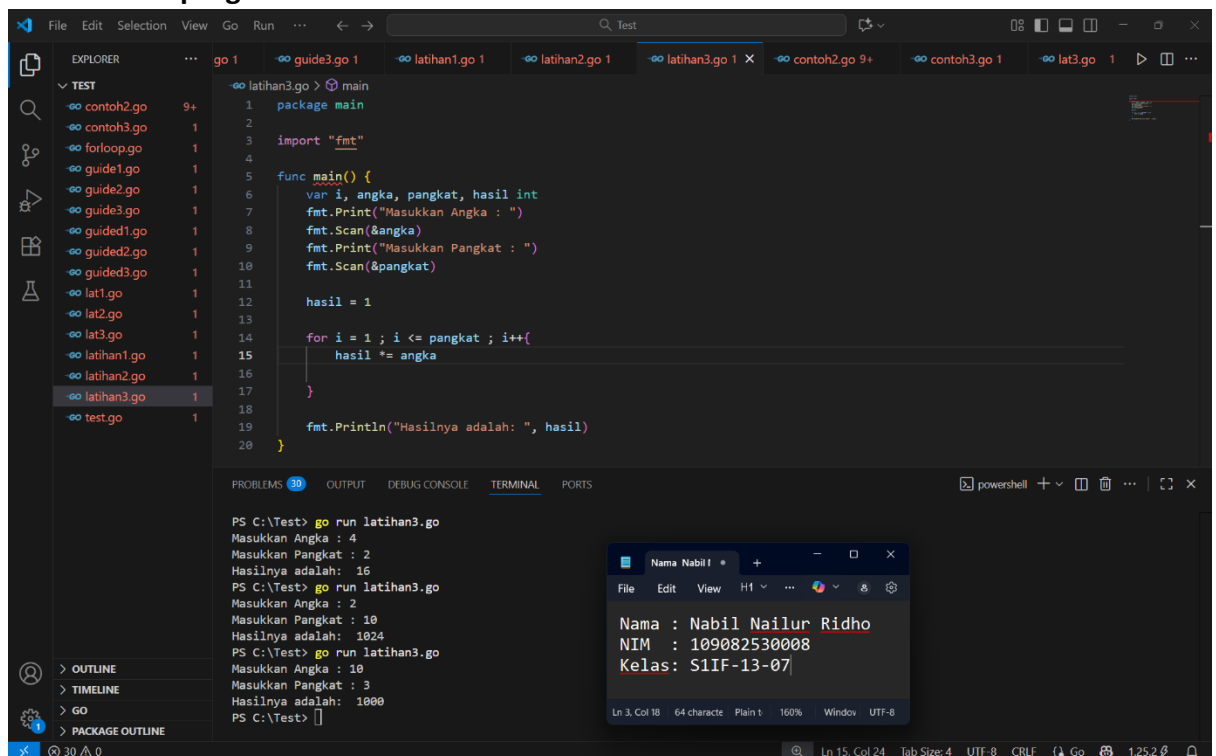 File Edit Selection View Go Run ... Test
EXPLORER ...
go 1 guide3.go 1 latihan1.go 1 latihan2.go 1 latihan3.go 1 contoh2.go 9+ contoh3.go 1 lat3.go 1
TEST
contoh2.go 9+
contoh3.go 1
forloop.go 1
guide1.go 1
guide2.go 1
guide3.go 1
guided1.go 1
guided2.go 1
guided3.go 1
lat1.go 1
lat2.go 1
lat3.go 1
latihan1.go 1
latihan2.go 1
latihan3.go 1
test.go 1
OUTLINE
TIMELINE
GO
PACKAGE OUTLINE
latihan3.go > main
1 package main
2
3 import "fmt"
4
5 func main() {
6 var i, angka, pangkat, hasil int
7 fmt.Print("Masukkan Angka : ")
8 fmt.Scan(&angka)
9 fmt.Print("Masukkan Pangkat : ")
10 fmt.Scan(&pangkat)
11
12 hasil = 1
13
14 for i = 1 ; i <= pangkat ; i++{
15 hasil *= angka
16
17 }
18
19 fmt.Println("Hasilnya adalah: ", hasil)
20 }
PROBLEMS 30 OUTPUT DEBUG CONSOLE TERMINAL PORTS powershell
PS C:\Test> go run latihan3.go
Masukkan Angka : 4
Masukkan Pangkat : 2
Hasilnya adalah: 16
PS C:\Test> go run latihan3.go
Masukkan Angka : 2
Masukkan Pangkat : 10
Hasilnya adalah: 1024
PS C:\Test> go run latihan3.go
Masukkan Angka : 10
Masukkan Pangkat : 3
Hasilnya adalah: 1000
PS C:\Test>
Nama Nabil
File Edit View H1 ...
Nama : Nabil Nailur Ridho
NIM : 109082530008
Kelas: S1IF-13-07
Ln 3, Col 18 64 characte Plain t 160% Windov UTF-8
30 0 Ln 15, Col 24 Tab Size: 4 UTF-8 CRLF Go 1.25.2